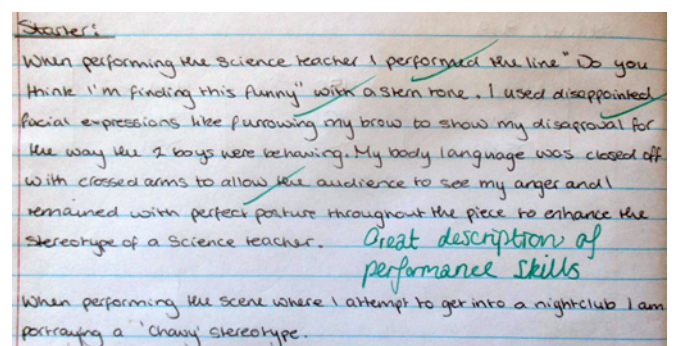 Starter:
When performing the science teacher I performed the line "Do you
think I'm finding this funny" with a stern tone. I used disappointed
facial expressions like furrowing my brow to show my disaproval for
the way the 2 boys were behaving. My body language was closed off
with crossed arms to allow the audience to see my anger and I
remained with perfect posture throughout the piece to enhance the
stereotype of a science teacher.
Great description of
performance skills
When performing the scene where I attempt to get into a nightclub I am
portraying a 'Chavy' stereotype.